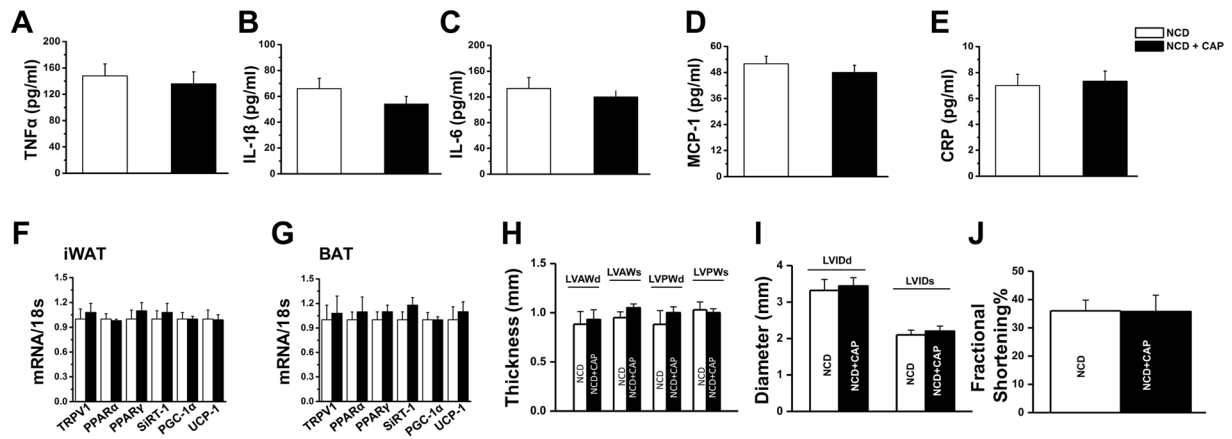 A
B
C
D
E
NCD
NCD + CAP
TNFα (pg/ml)
200
160
120
80
40
0
IL-1β (pg/ml)
100
80
60
40
20
0
IL-6 (pg/ml)
200
160
120
80
40
0
MCP-1 (pg/ml)
60
48
36
24
12
0
CRP (pg/ml)
10
8
6
4
2
0
F
iWAT
mRNA/18s
1.5
1.2
0.9
0.6
0.3
0.0
TRPV1
PPARα
PPARγ
SiRT-1
PGC-1α
UCP-1
G
BAT
mRNA/18s
1.5
1.2
0.9
0.6
0.3
0.0
TRPV1
PPARα
PPARγ
SiRT-1
PGC-1α
UCP-1
H
Thickness (mm)
1.5
1.0
0.5
0.0
LVAWd
LVAWs
LVPWd
LVPWs
NCD
NCD+CAP
NCD
NCD+CAP
NCD
NCD+CAP
NCD
NCD+CAP
I
Diameter (mm)
4
3
2
1
0
LVIDd
LVIDs
NCD
NCD+CAP
NCD
NCD+CAP
J
Fractional
Shortening%
50
40
30
20
10
0
NCD
NCD+CAP